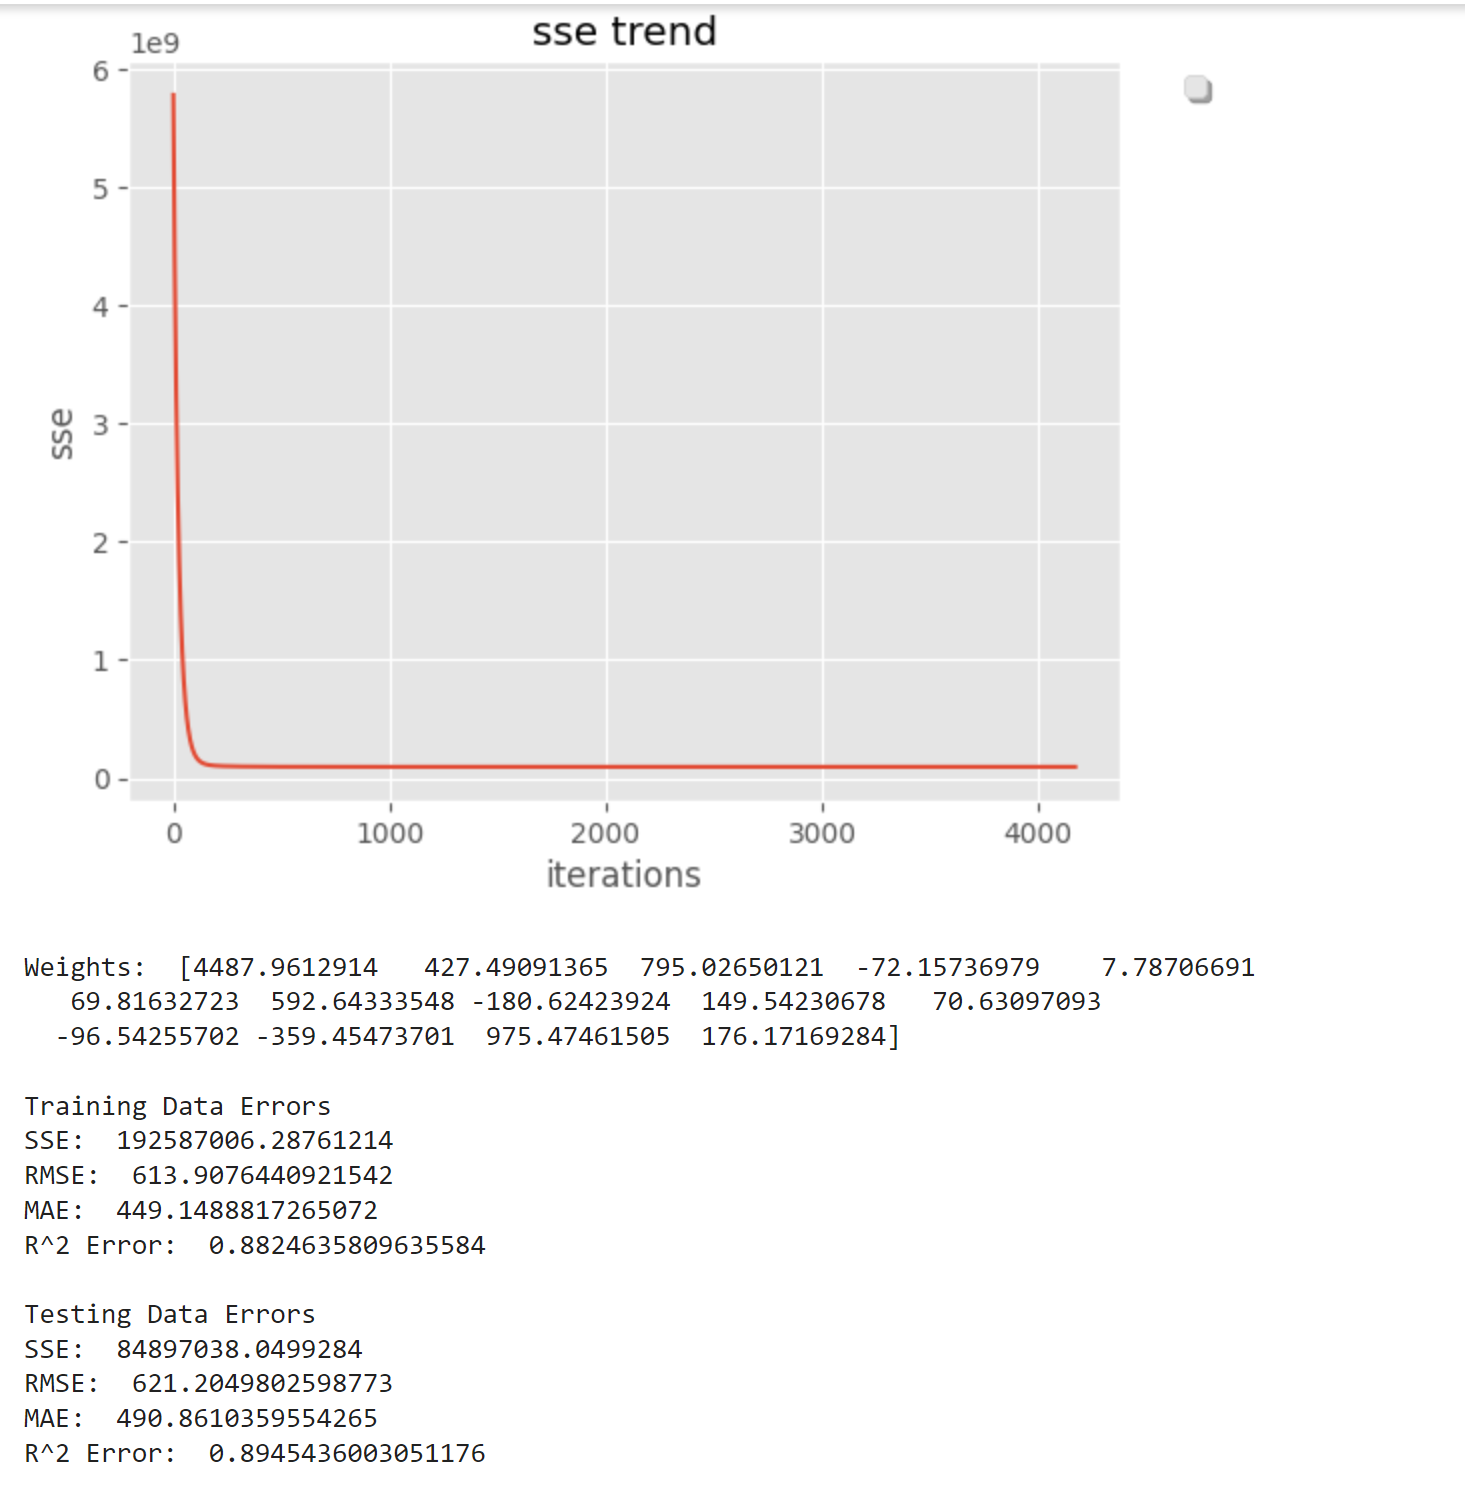 sse trend
1e9
6
5
4
3
2
1
0
sse
0 1000 2000 3000 4000
iterations
Weights:  [4487.9612914   427.49091365  795.02650121  -72.15736979    7.78706691
   69.81632723  592.64333548 -180.62423924  149.54230678   70.63097093
  -96.54255702 -359.45473701  975.47461505  176.17169284]
Training Data Errors
SSE:  192587006.28761214
RMSE:  613.9076440921542
MAE:  449.1488817265072
R^2 Error:  0.8824635809635584
Testing Data Errors
SSE:  84897038.0499284
RMSE:  621.2049802598773
MAE:  490.8610359554265
R^2 Error:  0.8945436003051176